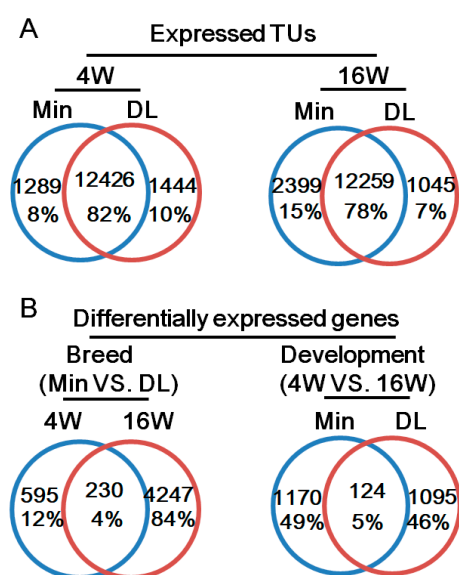 A
Expressed TUs
4W 16W
Min DL Min DL
1289 12426 1444 2399 12259 1045
8% 82% 10% 15% 78% 7%
B
Differentially expressed genes
Breed Development
(Min VS. DL) (4W VS. 16W)
4W 16W Min DL
595 230 4247 1170 124 1095
12% 4% 84% 49% 5% 46%